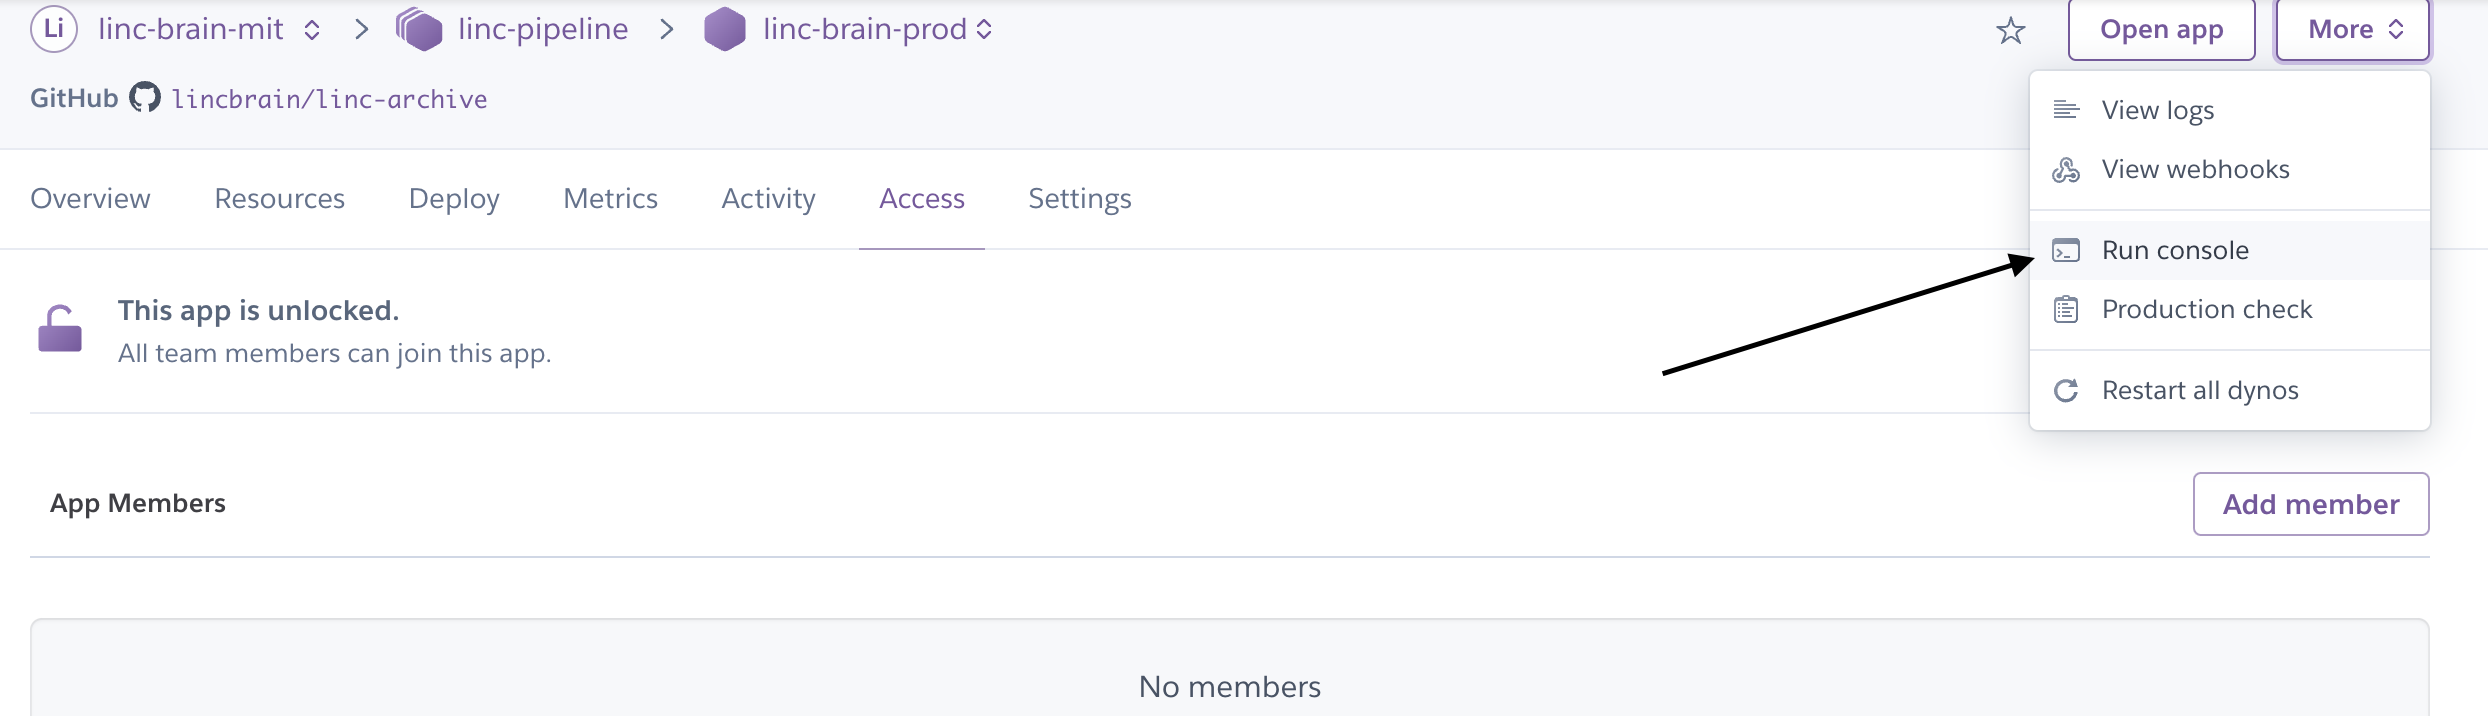 Li linc-brain-mit linc-pipeline linc-brain-prod Open app More
GitHub lincbrain/linc-archive
View logs
View webhooks
Overview Resources Deploy Metrics Activity Access Settings
Run console
Production check
Restart all dynos
This app is unlocked.
All team members can join this app.
App Members Add member
No members